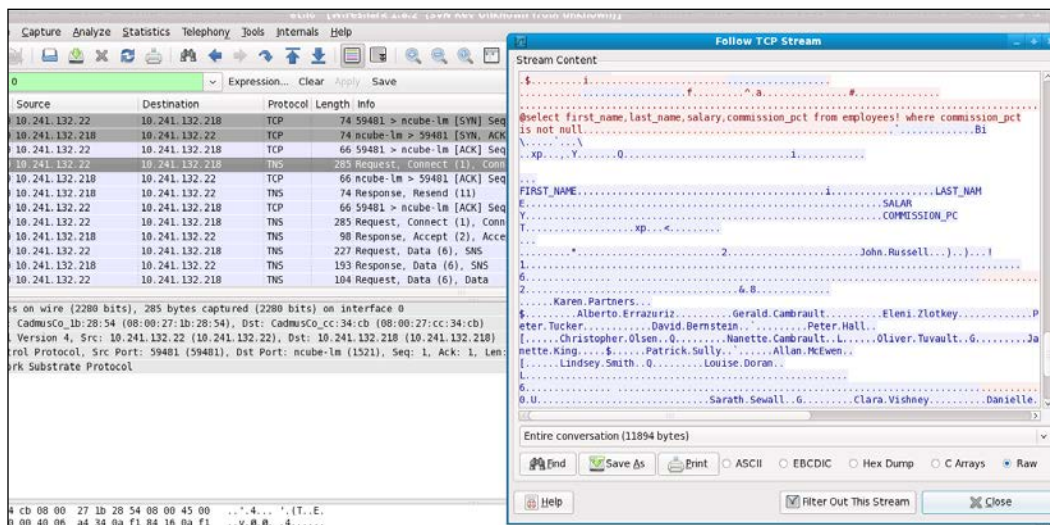 Capture Analyze Statistics Telephony Tools Internals Help
0 Expression... Clear Apply Save
Source Destination Protocol Length Info
10.241.132.22 10.241.132.218 TCP 74 59481 > ncube-lm [SYN] Seq
10.241.132.218 10.241.132.22 TCP 74 ncube-lm > 59481 [SYN, ACK
10.241.132.22 10.241.132.218 TCP 66 59481 > ncube-lm [ACK] Seq
10.241.132.22 10.241.132.218 TNS 285 Request, Connect (1), Conn
10.241.132.218 10.241.132.22 TCP 66 ncube-lm > 59481 [ACK] Seq
10.241.132.218 10.241.132.22 TNS 74 Response, Resend (11)
10.241.132.22 10.241.132.218 TCP 66 59481 > ncube-lm [ACK] Seq
10.241.132.22 10.241.132.218 TNS 285 Request, Connect (1), Conn
10.241.132.218 10.241.132.22 TNS 98 Response, Accept (2), Acce
10.241.132.22 10.241.132.218 TNS 227 Request, Data (6), SNS
10.241.132.218 10.241.132.22 TNS 193 Response, Data (6), SNS
10.241.132.22 10.241.132.218 TNS 104 Request, Data (6), Data
es on wire (2280 bits), 285 bytes captured (2280 bits) on interface 0
CadmusCo_1b:28:54 (08:00:27:1b:28:54), Dst: CadmusCo_cc:34:cb (08:00:27:cc:34:cb)
Version 4, Src: 10.241.132.22 (10.241.132.22), Dst: 10.241.132.218 (10.241.132.218)
trol Protocol, Src Port: 59481 (59481), Dst Port: ncube-lm (1521), Seq: 1, Ack: 1, Len:
rk Substrate Protocol
4 cb 08 00 27 1b 28 54 08 00 45 00 ..'.4... '.(T..E.
Follow TCP Stream
Stream Content
@select first_name,last_name,salary,commission_pct from employees! where commission_pct
is not null
Bi
FIRST_NAME LAST_NAM
E SALAR
Y COMMISSION_PC
T
John.Russell
Karen.Partners
Alberto.Errazuriz Gerald.Cambrault Eleni.Zlotkey P
eter.Tucker David.Bernstein Peter.Hall
Christopher.Olsen Nanette.Cambrault Oliver.Tuvault Ja
nette.King Patrick.Sully Allan.McEwen
Lindsey.Smith Louise.Doran
Sarath.Sewall Clara.Vishney Danielle.
Entire conversation (11894 bytes)
Find Save As Print ASCII EBCDIC Hex Dump C Arrays Raw
Help Filter Out This Stream Close